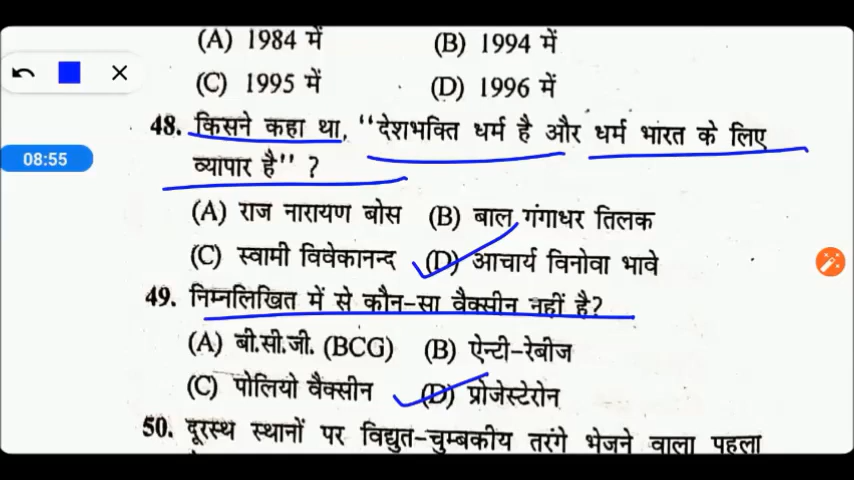 (A) 1984 में (B) 1994 में
(C) 1995 में (D) 1996 में
48. किसने कहा था, "देशभक्ति धर्म है और धर्म भारत के लिए
08:55
व्यापार है" ?
(A) राज नारायण बोस (B) बाल गंगाधर तिलक
(C) स्वामी विवेकानन्द (D) आचार्य विनोवा भावे
49. निम्नलिखित में से कौन-सा वैक्सीन नहीं है?
(A) बी.सी.जी. (BCG) (B) ऐन्टी-रेबीज
(C) पोलियो वैक्सीन (D) प्रोजेस्टेरोन
50. दूरस्थ स्थानों पर विद्युत-चुम्बकीय तरंगे भेजने वाला पहला